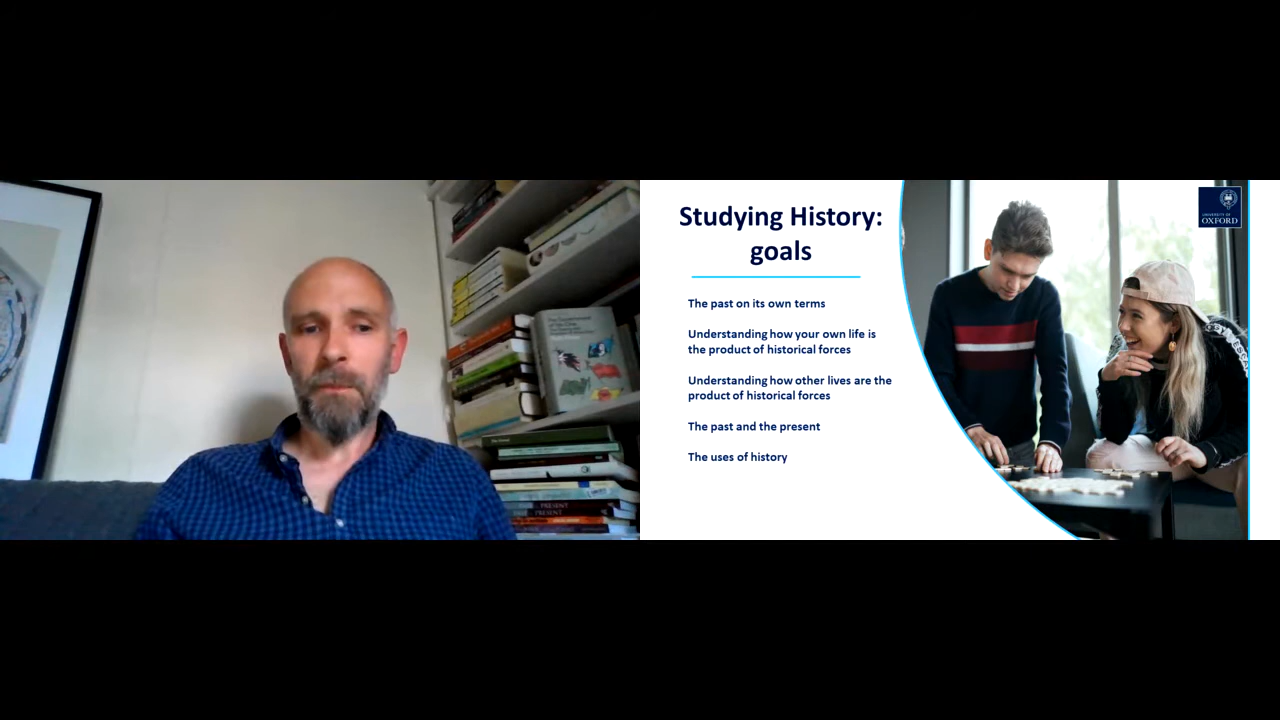 Studying History:
goals
The past on its own terms
Understanding how your own life is
the product of historical forces
Understanding how other lives are the
product of historical forces
The past and the present
The uses of history
UNIVERSITY OF
OXFORD
PRESENT
PRESENT